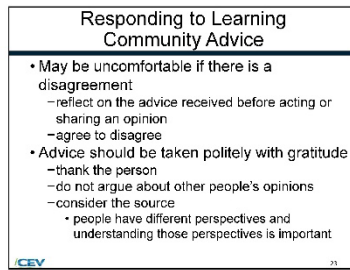 Responding to Learning
Community Advice
• May be uncomfortable if there is a
disagreement
–reflect on the advice received before acting or
sharing an opinion
–agree to disagree
• Advice should be taken politely with gratitude
–thank the person
–do not argue about other people's opinions
–consider the source
• people have different perspectives and
understanding those perspectives is important
iCEV
23